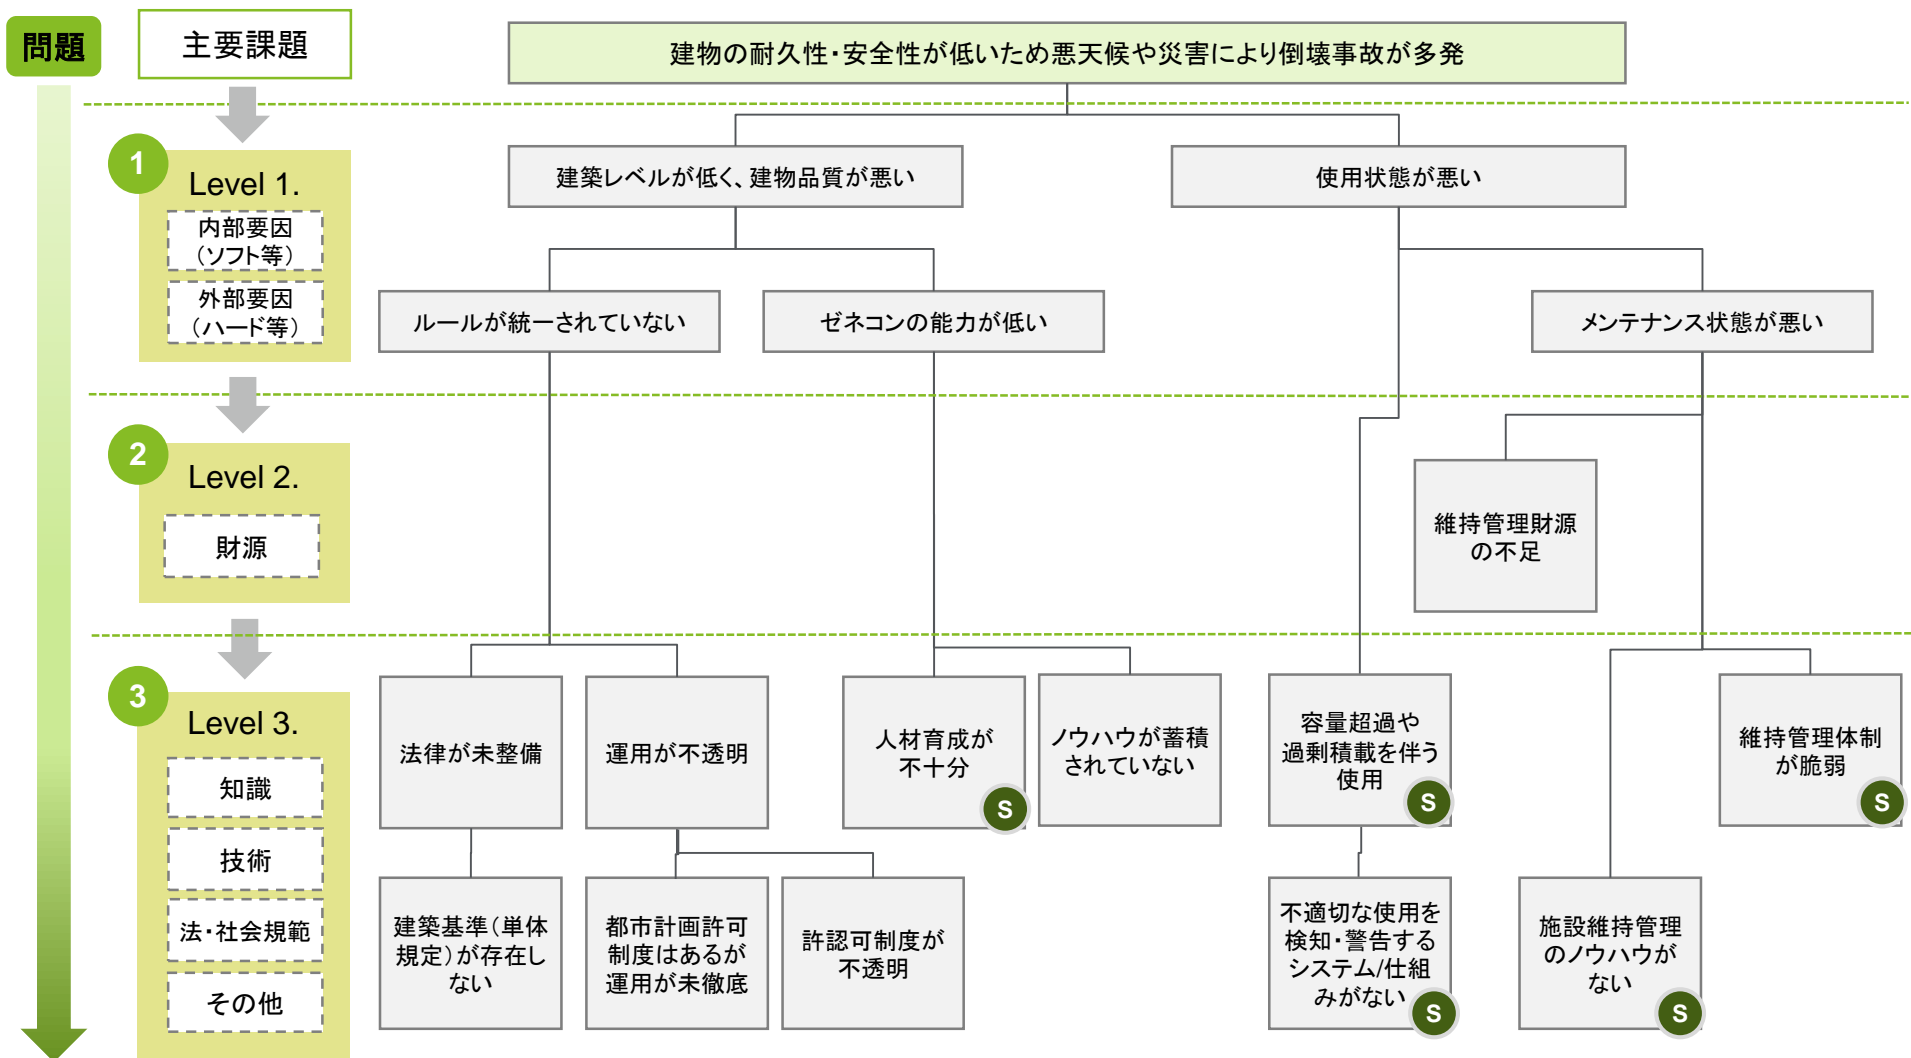 問題
主要課題
建物の耐久性・安全性が低いため悪天候や災害により倒壊事故が多発
1
Level 1.
内部要因
（ソフト等）
外部要因
（ハード等）
建築レベルが低く、建物品質が悪い
使用状態が悪い
ルールが統一されていない
ゼネコンの能力が低い
メンテナンス状態が悪い
2
Level 2.
財源
維持管理財源
の不足
3
Level 3.
知識
技術
法・社会規範
その他
法律が未整備
運用が不透明
人材育成が
不十分
S
ノウハウが蓄積
されていない
容量超過や
過剰積載を伴う
使用
S
維持管理体制
が脆弱
S
建築基準（単体
規定）が存在し
ない
都市計画許可
制度はあるが
運用が未徹底
許認可制度が
不透明
不適切な使用を
検知・警告する
システム/仕組
みがない
S
施設維持管理
のノウハウが
ない
S